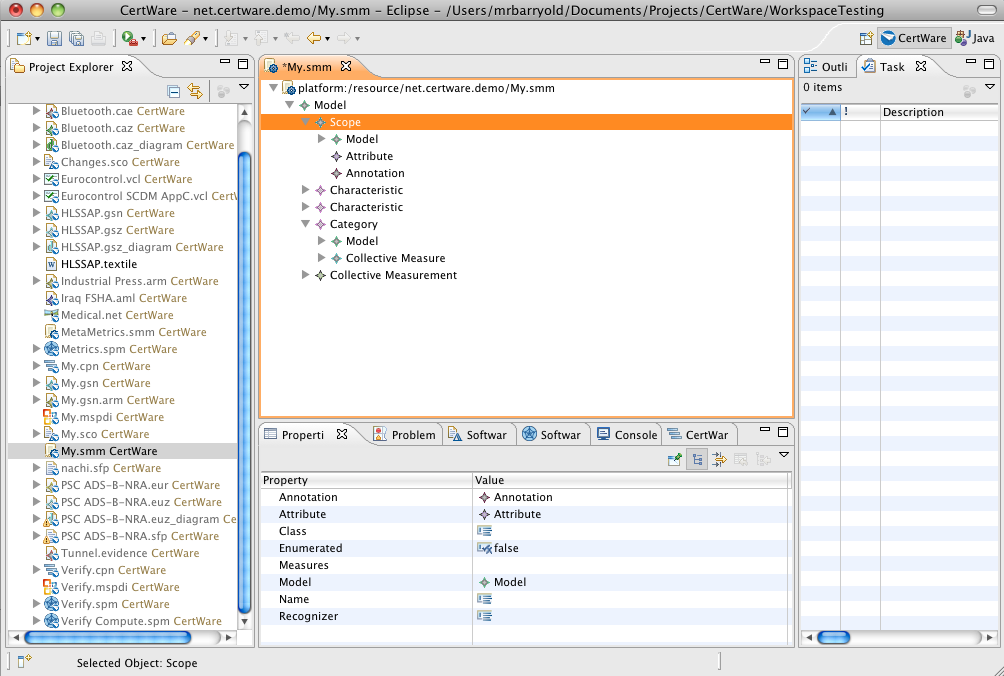 CertWare - net.certware.demo/My.smm - Eclipse - /Users/mrbarryold/Documents/Projects/CertWare/WorkspaceTesting
CertWare
Java
Project Explorer
Bluetooth.cae CertWare
Bluetooth.caz CertWare
Bluetooth.caz_diagram CertWare
Changes.sco CertWare
Eurocontrol.vcl CertWare
Eurocontrol SCDM AppC.vcl CertW
HLSSAP.gsn CertWare
HLSSAP.gsz CertWare
HLSSAP.gsz_diagram CertWare
HLSSAP.textile
Industrial Press.arm CertWare
Iraq FSHA.aml CertWare
Medical.net CertWare
MetaMetrics.smm CertWare
Metrics.spm CertWare
My.cpn CertWare
My.gsn CertWare
My.gsn.arm CertWare
My.mspdi CertWare
My.sco CertWare
My.smm CertWare
nachi.sfp CertWare
PSC ADS-B-NRA.eur CertWare
PSC ADS-B-NRA.euz CertWare
PSC ADS-B-NRA.euz_diagram Ce
PSC ADS-B-NRA.sfp CertWare
Tunnel.evidence CertWare
Verify.cpn CertWare
Verify.mspdi CertWare
Verify.spm CertWare
Verify Compute.spm CertWare
*My.smm
platform:/resource/net.certware.demo/My.smm
Model
Scope
Model
Attribute
Annotation
Characteristic
Characteristic
Category
Model
Collective Measure
Collective Measurement
Properti
Problem
Softwar
Softwar
Console
CertWar
Property Value
Annotation Annotation
Attribute Attribute
Class
Enumerated false
Measures
Model Model
Name
Recognizer
Outli
Task
0 items
! Description
Selected Object: Scope